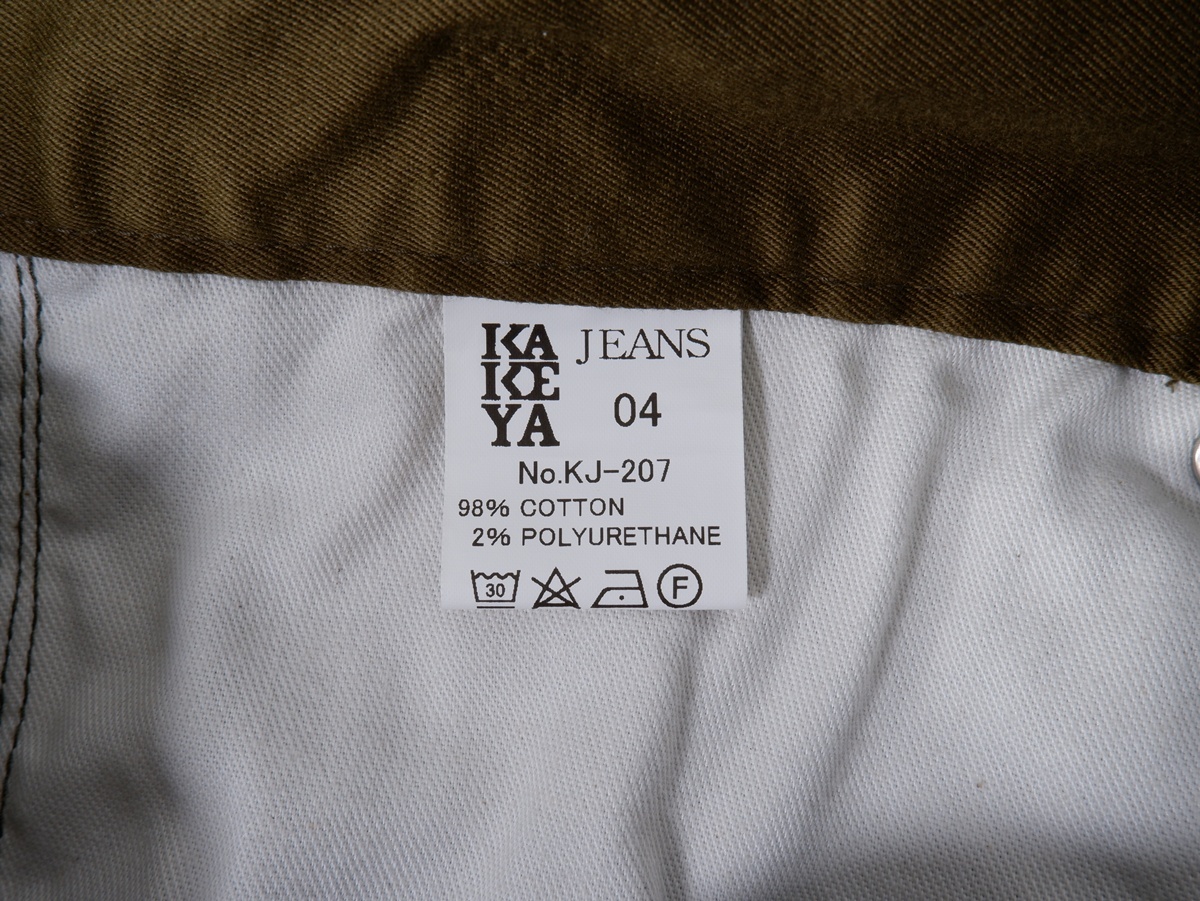 KA JEANS
KE
YA 04
No.KJ-207
98% COTTON
2% POLYURETHANE
30 F